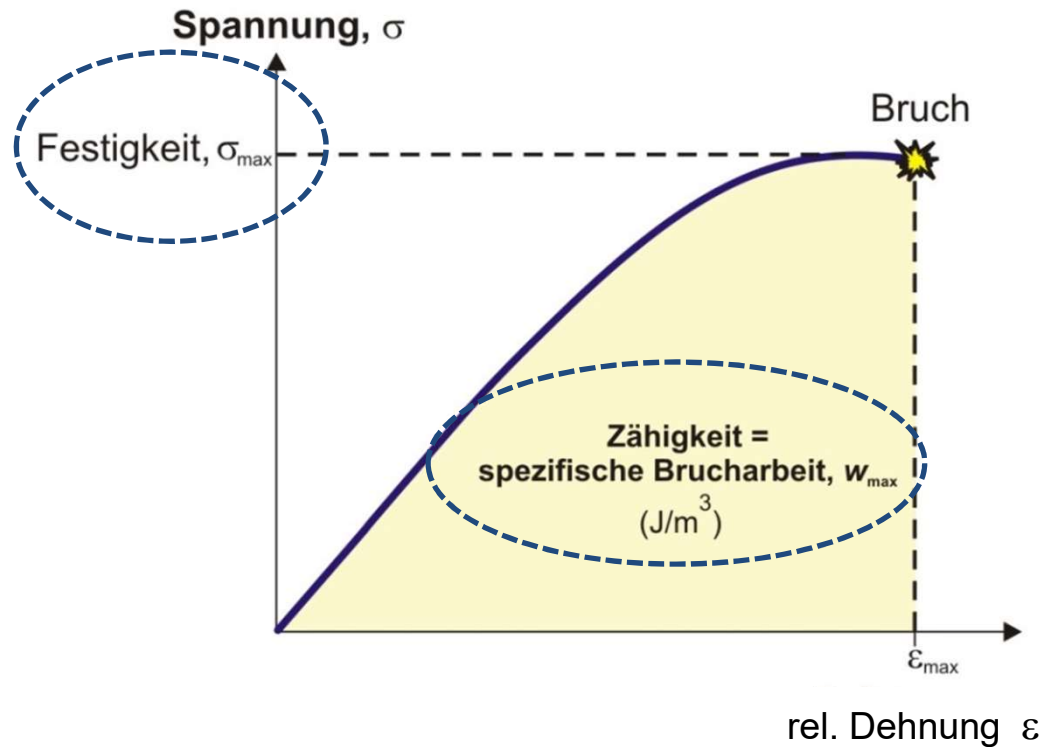 Spannung, σ
Bruch
Festigkeit, σmax
Zähigkeit =
spezifische Brucharbeit, wmax
(J/m³)
εmax
rel. Dehnung ε